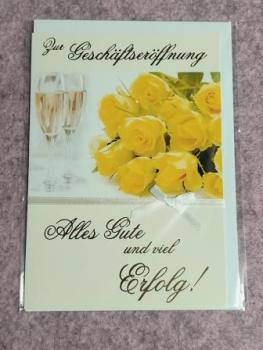 Zur
Geschäftseröffnung
Alles Gute
und viel
Erfolg!